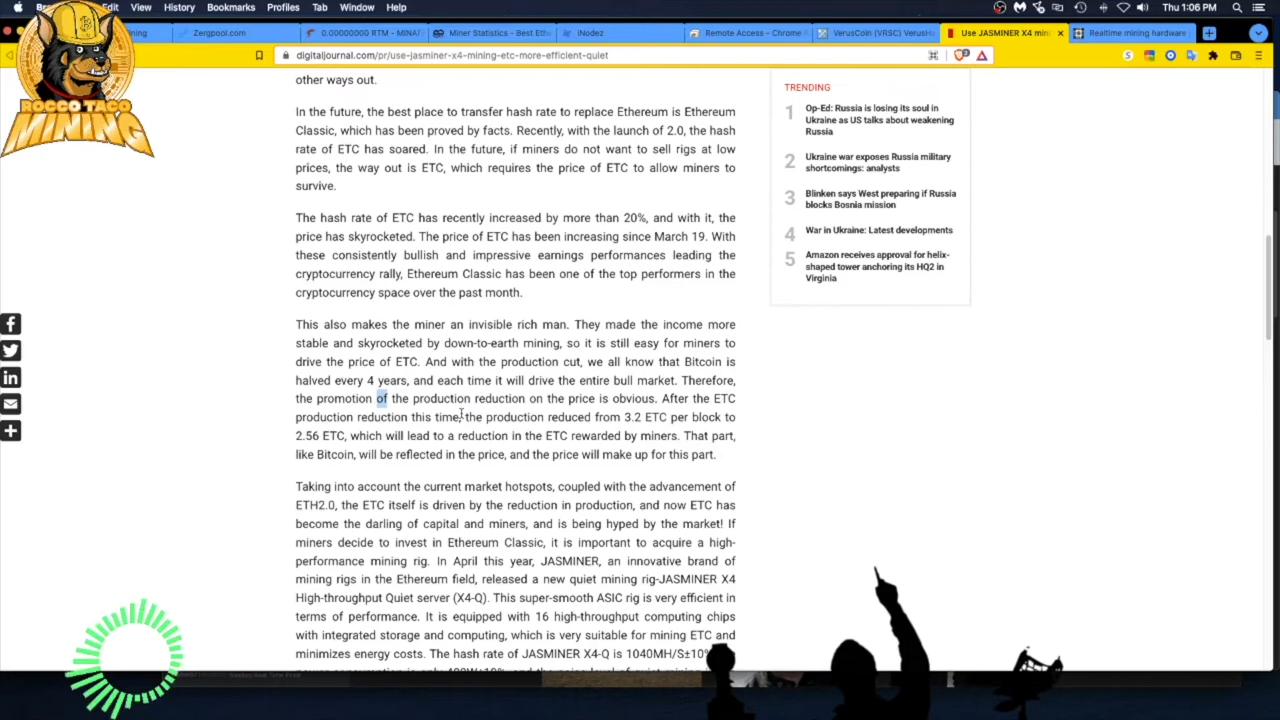 View History Bookmarks Profiles Tab Window Help
Thu 1:06 PM
ROCCO TACO
MINING
ining
Zergpool.com
0.00000000 RTM - MINAT
Miner Statistics - Best Eth
iNodez
Remote Access - Chrome R
VerusCoin (VRSC) VerusHa
Use JASMINER X4 min
Realtime mining hardware
digitaljournal.com/pr/use-jasminer-x4-mining-etc-more-efficient-quiet
other ways out.
In the future, the best place to transfer hash rate to replace Ethereum is Ethereum
Classic, which has been proved by facts. Recently, with the launch of 2.0, the hash
rate of ETC has soared. In the future, if miners do not want to sell rigs at low
prices, the way out is ETC, which requires the price of ETC to allow miners to
survive.
The hash rate of ETC has recently increased by more than 20%, and with it, the
price has skyrocketed. The price of ETC has been increasing since March 19. With
these consistently bullish and impressive earnings performances leading the
cryptocurrency rally, Ethereum Classic has been one of the top performers in the
cryptocurrency space over the past month.
This also makes the miner an invisible rich man. They made the income more
stable and skyrocketed by down-to-earth mining, so it is still easy for miners to
drive the price of ETC. And with the production cut, we all know that Bitcoin is
halved every 4 years, and each time it will drive the entire bull market. Therefore,
the promotion of the production reduction on the price is obvious. After the ETC
production reduction this time, the production reduced from 3.2 ETC per block to
2.56 ETC, which will lead to a reduction in the ETC rewarded by miners. That part,
like Bitcoin, will be reflected in the price, and the price will make up for this part.
Taking into account the current market hotspots, coupled with the advancement of
ETH2.0, the ETC itself is driven by the reduction in production, and now ETC has
become the darling of capital and miners, and is being hyped by the market! If
miners decide to invest in Ethereum Classic, it is important to acquire a high-
performance mining rig. In April this year, JASMINER, an innovative brand of
mining rigs in the Ethereum field, released a new quiet mining rig-JASMINER X4
High-throughput Quiet server (X4-Q). This super-smooth ASIC rig is very efficient in
terms of performance. It is equipped with 16 high-throughput computing chips
with integrated storage and computing, which is very suitable for mining ETC and
minimizes energy costs. The hash rate of JASMINER X4-Q is 1040MH/S±10%
TRENDING
1 Op-Ed: Russia is losing its soul in
Ukraine as US talks about weakening
Russia
2 Ukraine war exposes Russia military
shortcomings: analysts
3 Blinken says West preparing if Russia
blocks Bosnia mission
4 War in Ukraine: Latest developments
5 Amazon receives approval for helix-
shaped tower anchoring its HQ2 in
Virginia